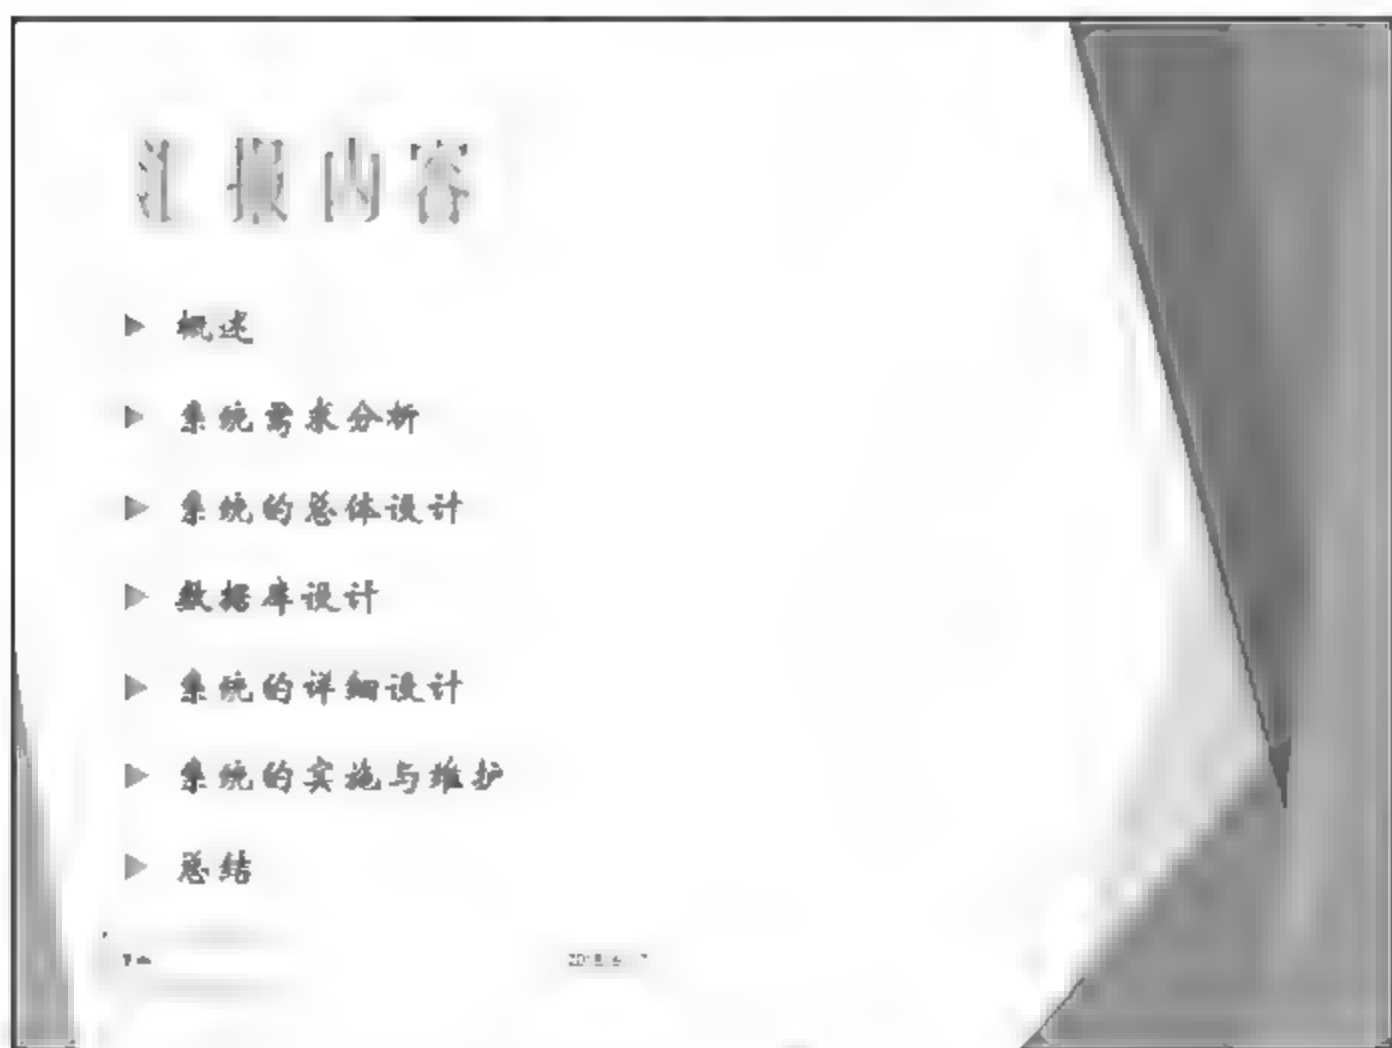 汇报内容
概述
系统需求分析
系统的总体设计
数据库设计
系统的详细设计
系统的实施与维护
总结